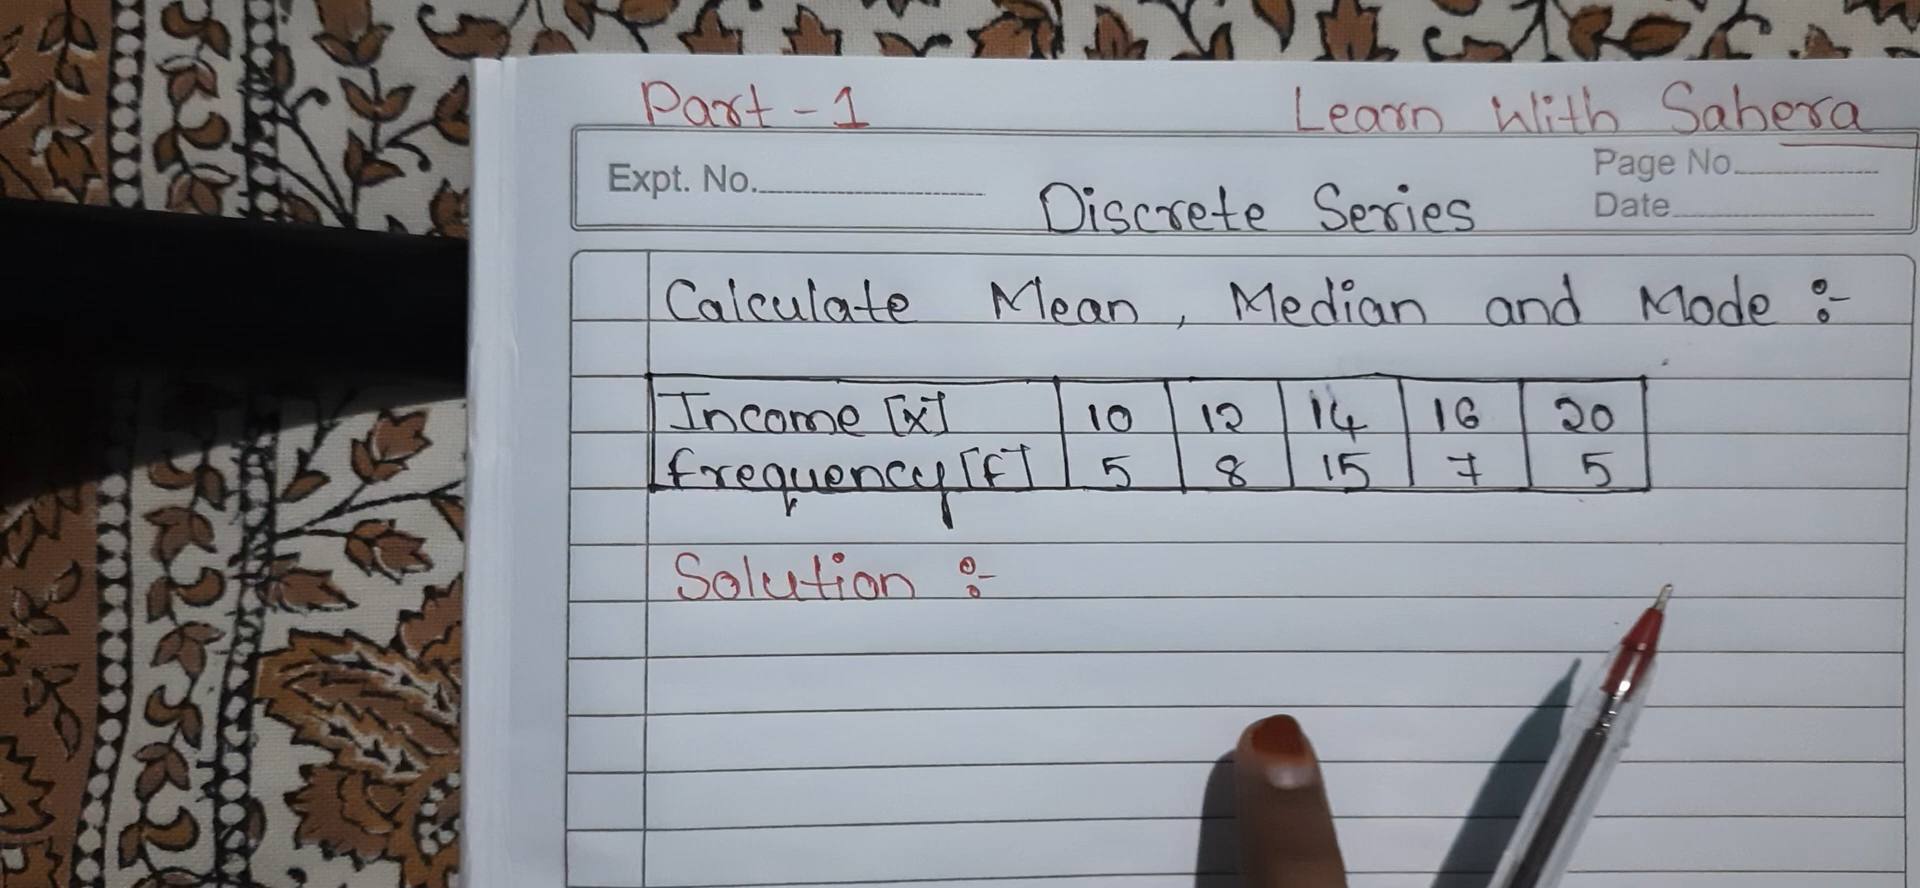 Part - 1
Learn With Sahera
Expt. No.
Page No.
Date
Discrete Series
Calculate Mean, Median and Mode :-
Income [x] 10 12 14 16 20
frequency [f] 5 8 15 7 5
Solution :-